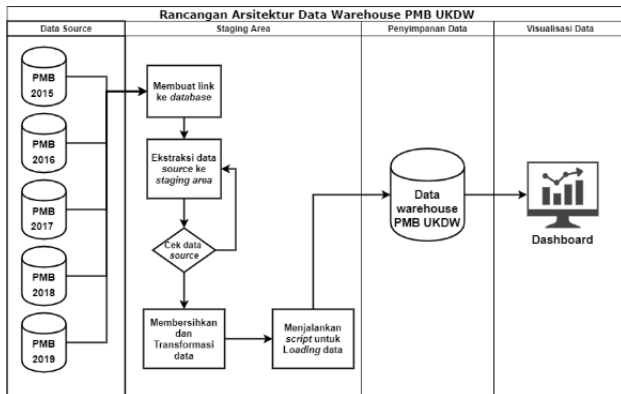 Rancangan Arsitektur Data Warehouse PMB UKDW
Data Source
Staging Area
Penyimpanan Data
Visualisasi Data
PMB
2015
PMB
2016
PMB
2017
PMB
2018
PMB
2019
Membuat link
ke database
Ekstraksi data
source ke
staging area
Cek data
source
Membersihkan
dan
Transformasi
data
Menjalankan
script untuk
Loading data
Data
warehouse
PMB UKDW
Dashboard